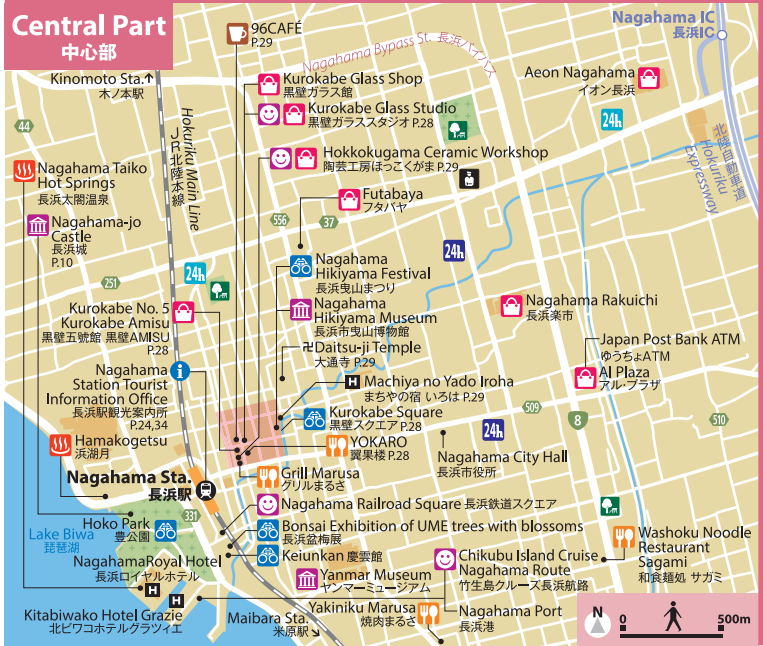 Central Part
中心部
96CAFÉ
P.29
Nagahama Bypass St. 長浜バイパス
Nagahama IC
長浜IC
Kinomoto Sta.↑
木ノ本駅
Kurokabe Glass Shop
黒壁ガラス館
Aeon Nagahama
イオン長浜
Kurokabe Glass Studio
黒壁ガラススタジオ P.28
24h
44
Hokuriku Main Line
JR北陸本線
北陸自動車道
Hokuriku
Expressway
Hokkokugama Ceramic Workshop
陶芸工房ほっこくがま P.29
Nagahama Taiko
Hot Springs
長浜太閤温泉
Futabaya
フタバヤ
Nagahama-jo
Castle
長浜城
P.10
556
37
24h
Nagahama
Hikiyama Festival
長浜曳山まつり
251
24h
Kurokabe No. 5
Kurokabe Amisu
黒壁五號館 黒壁AMISU
P.28
Nagahama
Hikiyama Museum
長浜市曳山博物館
Nagahama Rakuichi
長浜楽市
卍Daitsu-ji Temple
大通寺 P.29
Japan Post Bank ATM
ゆうちょATM
Al Plaza
アル・プラザ
Nagahama
Station Tourist
Information Office
長浜駅観光案内所
P.24,34
H
Machiya no Yado Iroha
まちやの宿 いろは P.29
509
8
510
Kurokabe Square
黒壁スクエア P.28
24h
Hamakogetsu
浜湖月
YOKARO
翼果楼 P.28
Nagahama City Hall
長浜市役所
Nagahama Sta.
長浜駅
Grill Marusa
グリルまるさ
331
Nagahama Railroad Square 長浜鉄道スクエア
Hoko Park
豊公園
Lake Biwa
琵琶湖
Bonsai Exhibition of UME trees with blossoms
長浜盆梅展
Washoku Noodle
Restaurant
Sagami
和食麺処 サガミ
NagahamaRoyal Hotel
長浜ロイヤルホテル
Keiunkan 慶雲館
Chikubu Island Cruise
Nagahama Route
竹生島クルーズ長浜航路
Yanmar Museum
ヤンマーミュージアム
H
H
Kitabiwako Hotel Grazie
北ビワコホテルグラツィエ
Maibara Sta.
米原駅↘
Yakiniku Marusa
焼肉まるさ
Nagahama Port
長浜港
N
0
500m